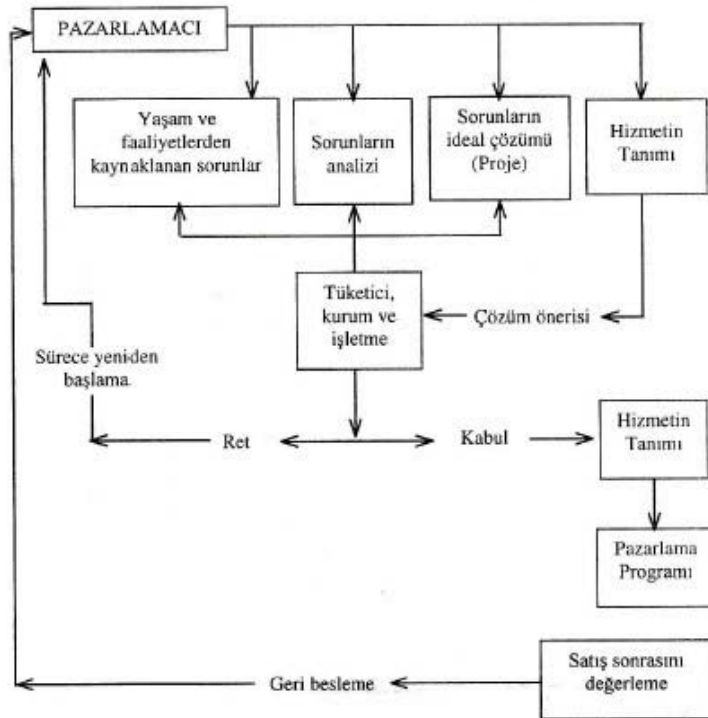 PAZARLAMACI
Yaşam ve
faaliyetlerden
kaynaklanan sorunlar
Sorunların
analizi
Sorunların
ideal çözümü
(Proje)
Hizmetin
Tanımı
Tüketici,
kurum ve
işletme
Çözüm önerisi
Sürece yeniden
başlama
Ret
Kabul
Hizmetin
Tanımı
Pazarlama
Programı
Satış sonrasını
değerleme
Geri besleme